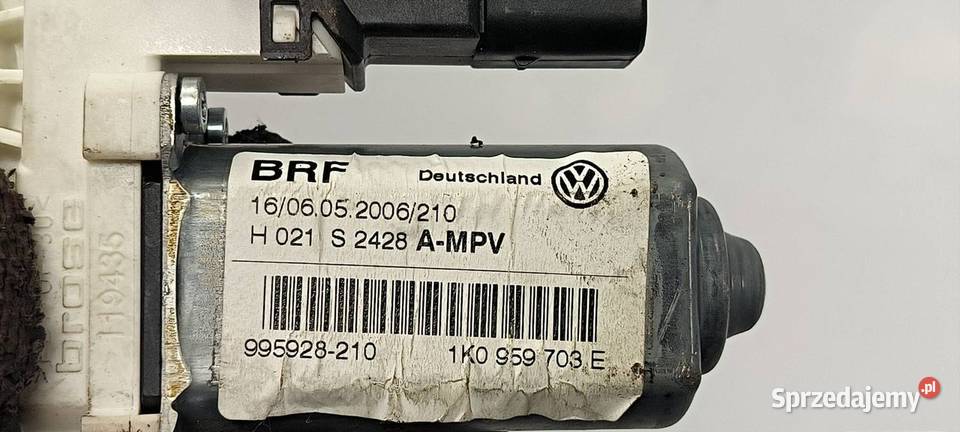 BRF Deutschland VW
16/06.05.2006/210
H 021 S 2428 A-MPV
995928-210 1K0 959 703 E
brose
119435
Sprzedajemy.pl